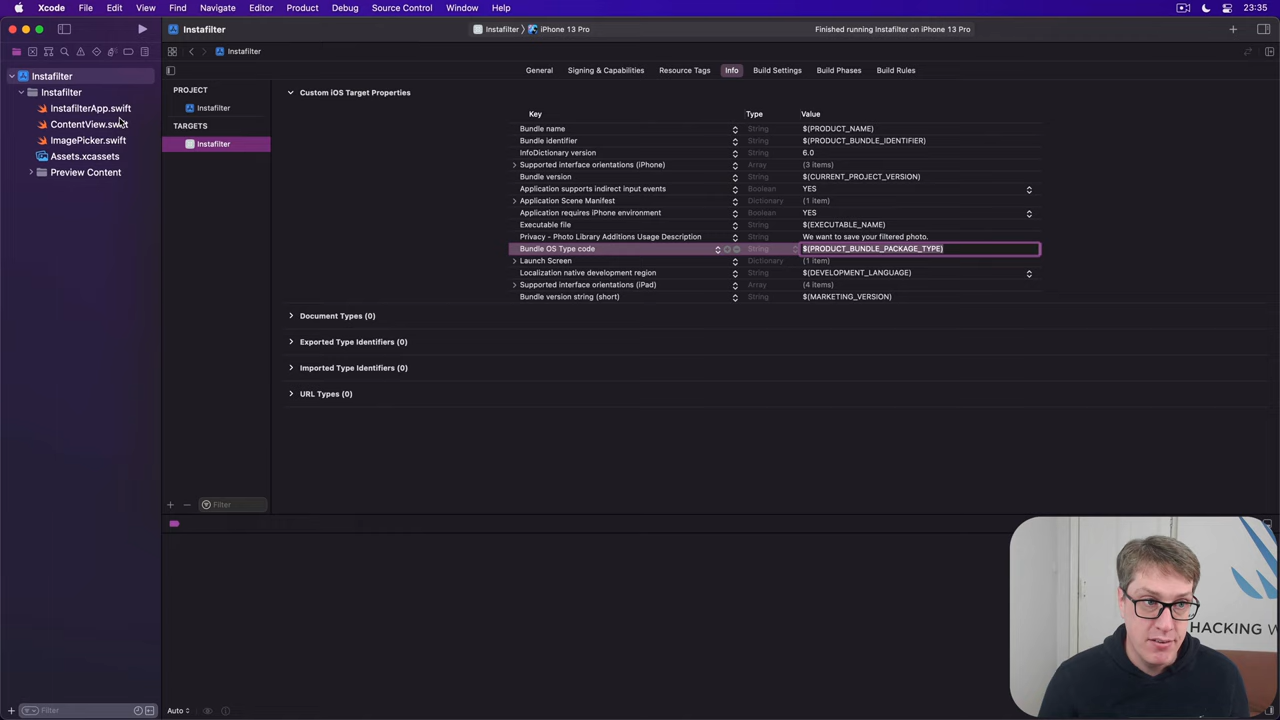 Xcode File Edit View Find Navigate Editor Product Debug Source Control Window Help 23:35
Instafilter Instafilter iPhone 13 Pro Finished running Instafilter on iPhone 13 Pro
Instafilter
Instafilter
Instafilter
InstafilterApp.swift
ContentView.swift
ImagePicker.swift
Assets.xcassets
Preview Content
General Signing & Capabilities Resource Tags Info Build Settings Build Phases Build Rules
PROJECT
Instafilter
TARGETS
Instafilter
Custom iOS Target Properties
Key Type Value
Bundle name String $(PRODUCT_NAME)
Bundle identifier String $(PRODUCT_BUNDLE_IDENTIFIER)
InfoDictionary version String 6.0
Supported interface orientations (iPhone) Array (3 items)
Bundle version String $(CURRENT_PROJECT_VERSION)
Application supports indirect input events Boolean YES
Application Scene Manifest Dictionary (1 item)
Application requires iPhone environment Boolean YES
Executable file String $(EXECUTABLE_NAME)
Privacy - Photo Library Additions Usage Description String We want to save your filtered photo.
Bundle OS Type code String $(PRODUCT_BUNDLE_PACKAGE_TYPE)
Launch Screen Dictionary (1 item)
Localization native development region String $(DEVELOPMENT_LANGUAGE)
Supported interface orientations (iPad) Array (4 items)
Bundle version string (short) String $(MARKETING_VERSION)
Document Types (0)
Exported Type Identifiers (0)
Imported Type Identifiers (0)
URL Types (0)
Filter
HACKING W
Filter
Auto